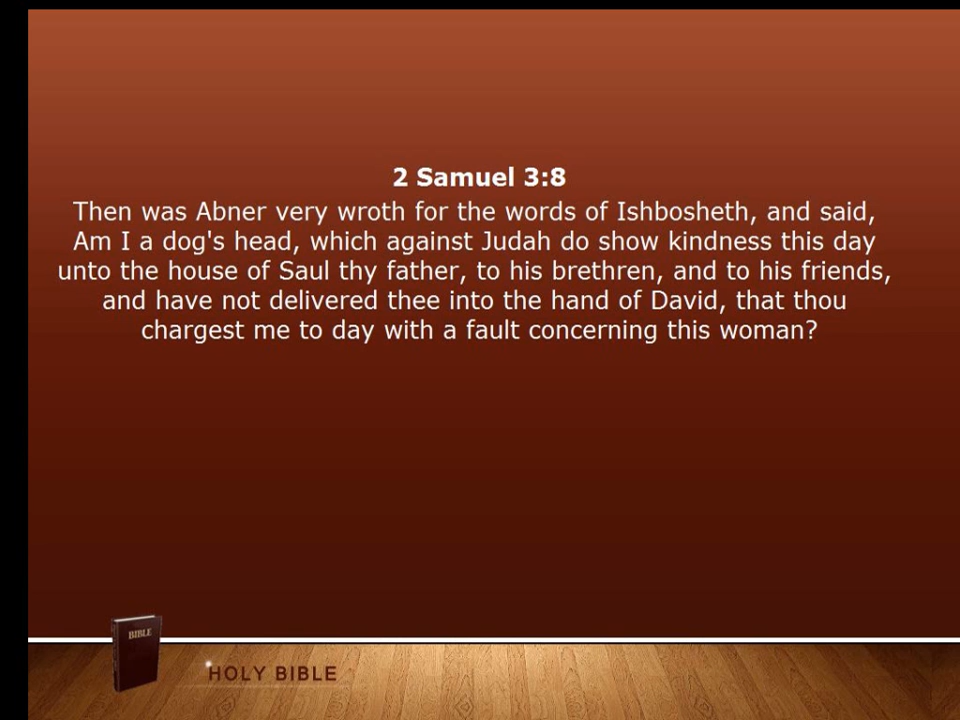 2 Samuel 3:8
Then was Abner very wroth for the words of Ishbosheth, and said,
Am I a dog's head, which against Judah do show kindness this day
unto the house of Saul thy father, to his brethren, and to his friends,
and have not delivered thee into the hand of David, that thou
chargest me to day with a fault concerning this woman?
BIBLE
HOLY BIBLE